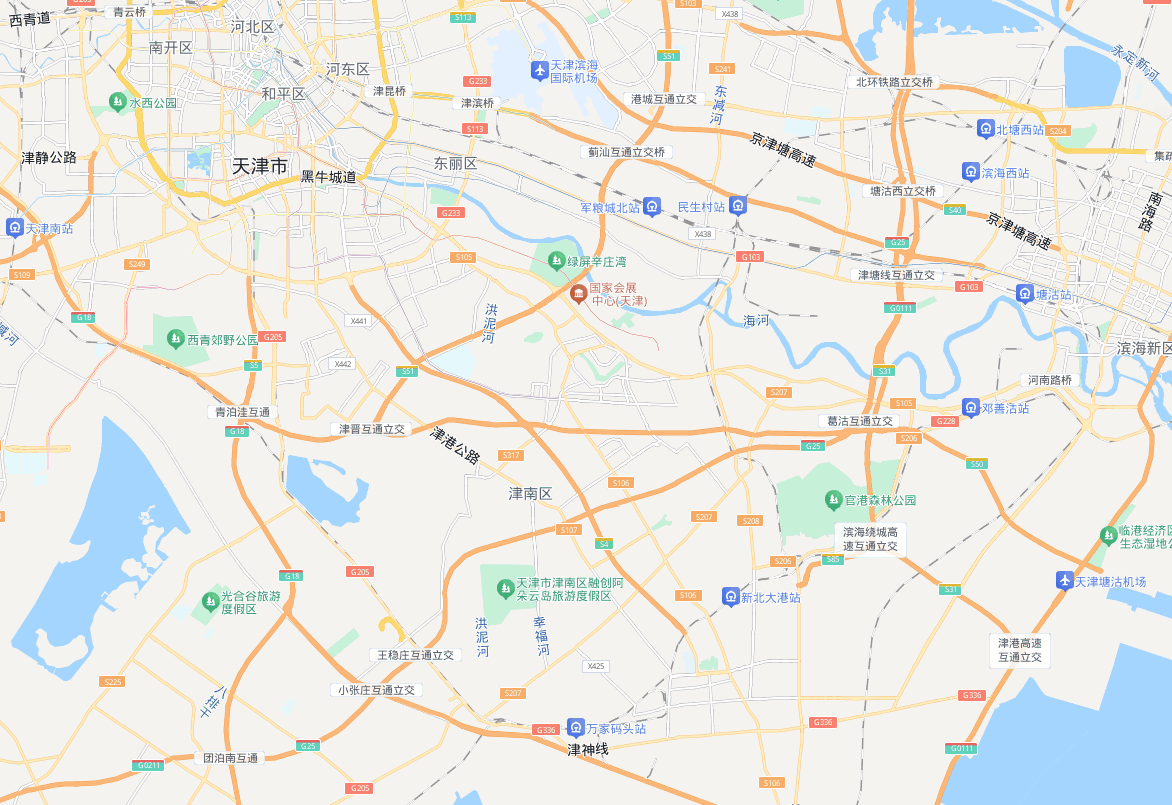 G205
青云桥
西青道
S113
S103
X438
河北区
南开区
S51
永定新河
河东区
天津滨海
国际机场
S241
G233
津昆桥
和平区
津滨桥
港城互通立交
东减河
北环铁路立交桥
水西公园
S113
北塘西站
S204
京津塘高速
津静公路
天津市
黑牛城道
东丽区
蓟汕互通立交桥
集疏
滨海西站
塘沽西立交桥
南海路
军粮城北站
民生村站
G233
S40
天津南站
X438
京津塘高速
G25
S249
S105
绿屏辛庄湾
G103
S109
津塘线互通立交
G103
国家会展
中心(天津)
塘沽站
G0111
G18
洪泥河
海河
X441
减河
西青郊野公园
G205
滨海新区
S5
X442
S51
S31
河南路桥
S207
S105
青泊洼互通
邓善沽站
葛沽互通立交
G228
G18
津晋互通立交
津港公路
G25
S206
S317
S50
津南区
S106
官港森林公园
S207
S208
滨海绕城高
速互通立交
S107
S4
临港经济区
生态湿地公
S206
S85
G18
G205
天津塘沽机场
光合谷旅游
度假区
天津市津南区融创阿
朵云岛旅游度假区
S106
新北大港站
S31
洪泥河
幸福河
王稳庄互通立交
津港高速
互通立交
X425
S225
小张庄互通立交
八排干
S207
G336
G336
G336
万家码头站
G25
津神线
G0111
团泊南互通
G0211
G205
S106